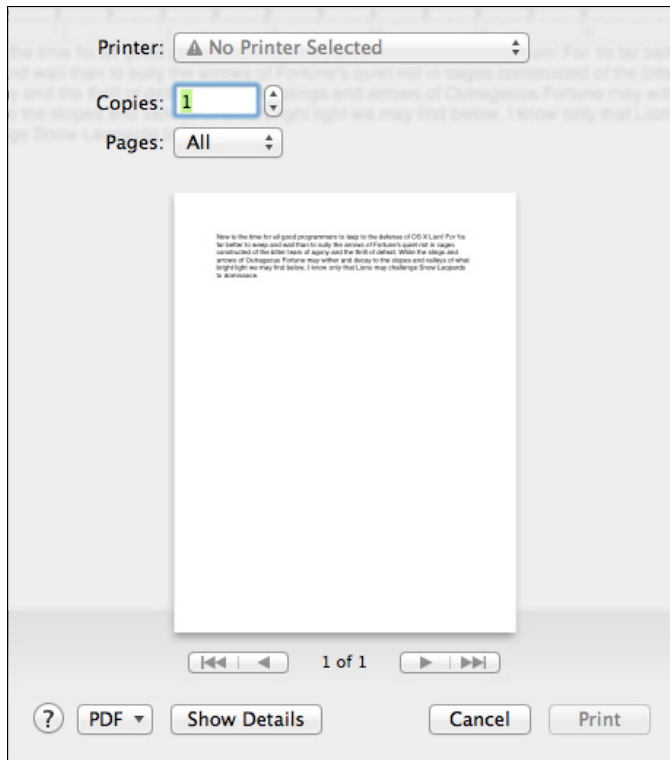 Printer: No Printer Selected
Copies: 1
Pages: All
Now is the time for all good programmers to leap to the defense of OS X Lion! For 'tis
far better to weep and wail than to sully the arrows of Fortune's quiet riot in cages
constructed of the bitter tears of agony and the thrill of defeat. While the slings and
arrows of Outrageous Fortune may wither and decay to the slopes and valleys of what
bright light we may find below, I know only that Lions may challenge Snow Leopards
to dominance.
1 of 1
? PDF Show Details Cancel Print